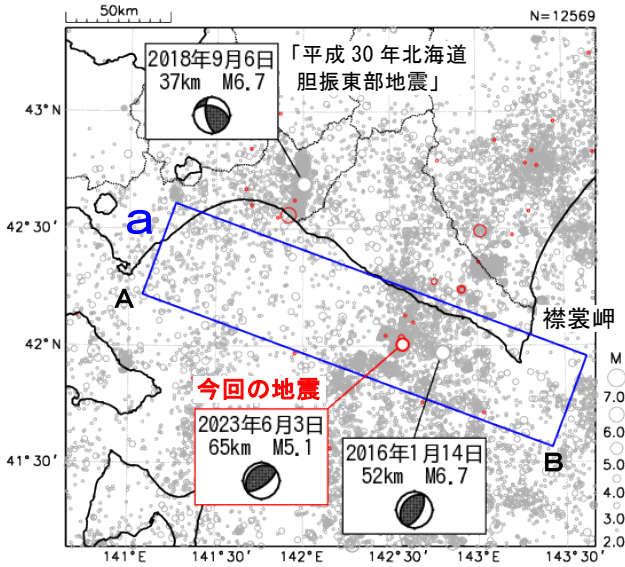 50km
N=12569
2018年9月6日
37km M6.7
「平成30年北海道
胆振東部地震」
43°N
42°30′
42°N
41°30′
a
A
B
襟裳岬
今回の地震
2023年6月3日
65km M5.1
2016年1月14日
52km M6.7
M
7.0
6.0
5.0
4.0
3.0
2.0
141°E
141°30′
142°E
142°30′
143°E
143°30′